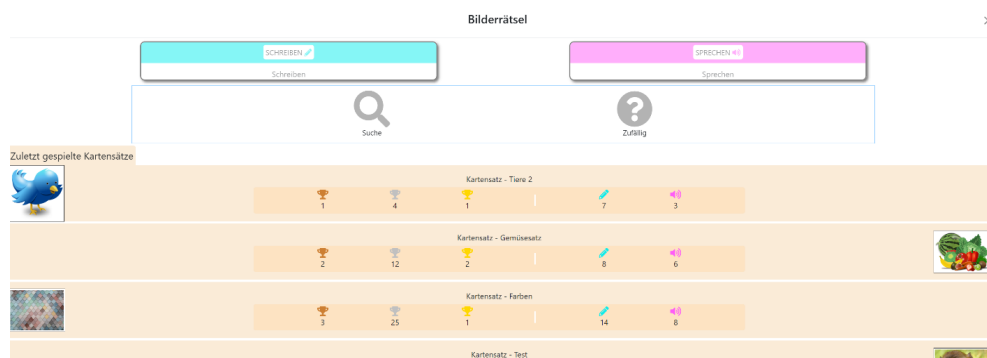 Bilderrätsel
SCHREIBEN
Schreiben
SPRECHEN
Sprechen
Suche
Zufällig
Zuletzt gespielte Kartensätze
Kartensatz - Tiere 2
1 4 1 7 3
Kartensatz - Gemüsesatz
2 12 2 8 6
Kartensatz - Farben
3 25 1 14 8
Kartensatz - Test